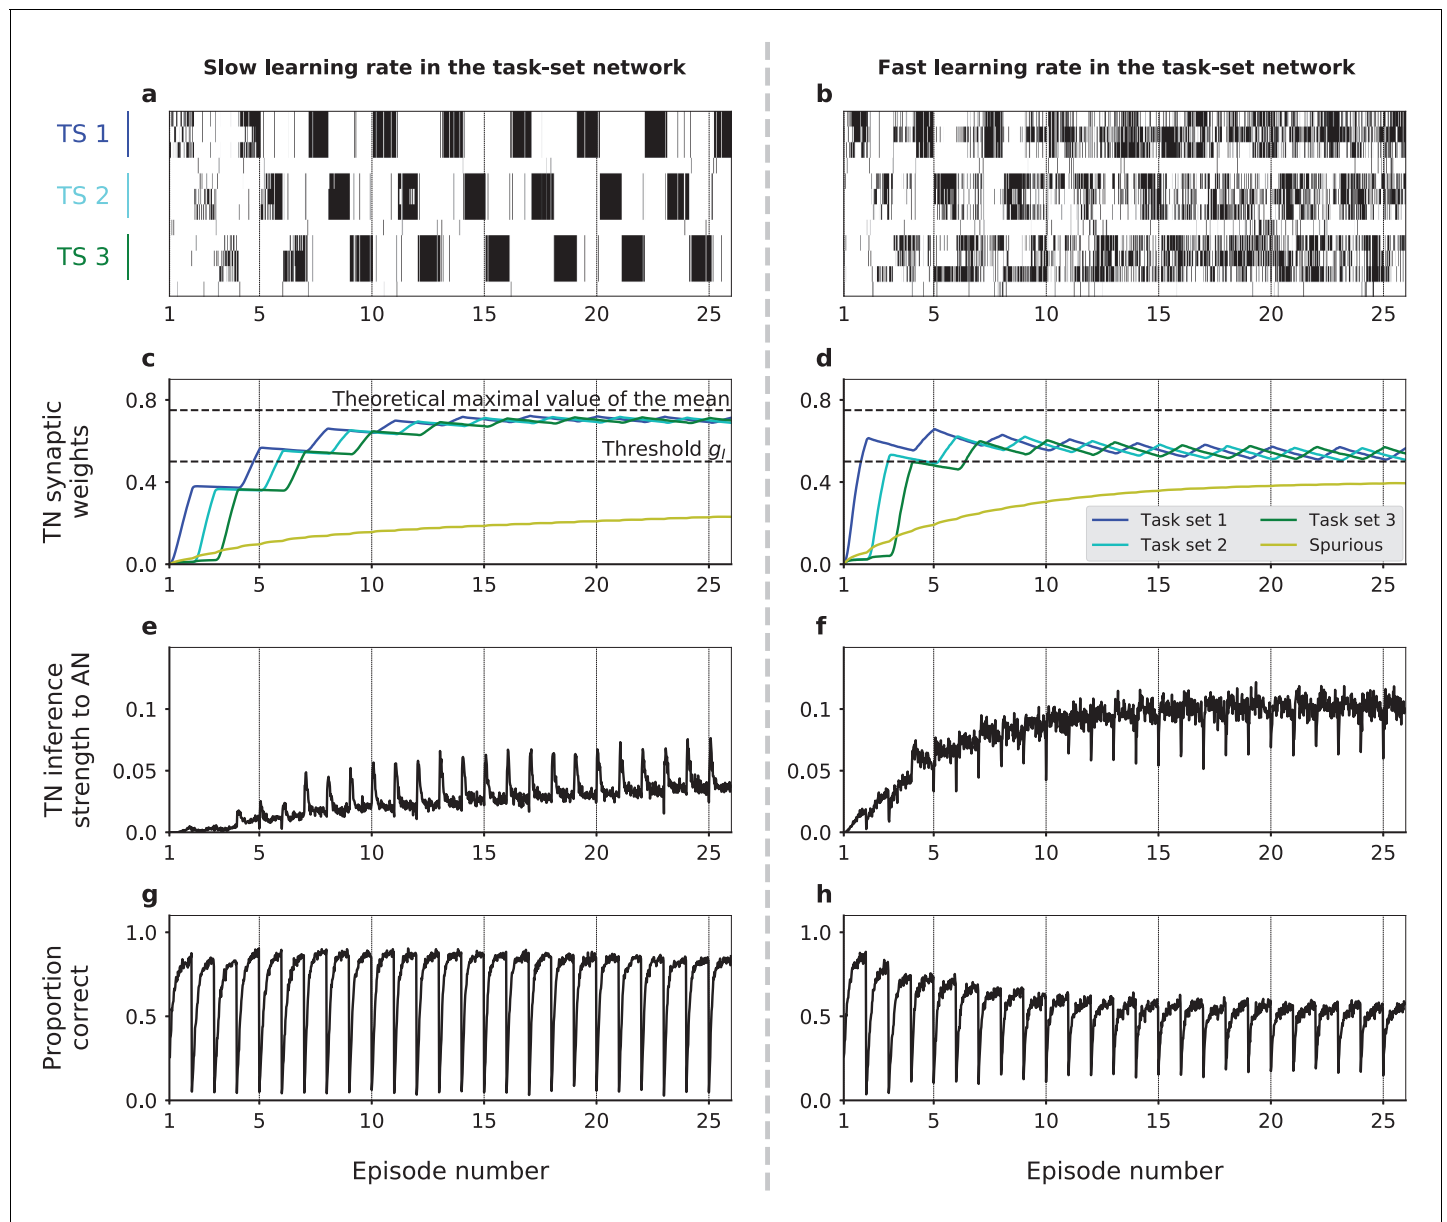 Slow learning rate in the task-set network
Fast learning rate in the task-set network
a
b
TS 1
TS 2
TS 3
1 5 10 15 20 25
1 5 10 15 20 25
c
d
TN synaptic
weights
0.8
0.4
0.0
Theoretical maximal value of the mean
Threshold gI
1 5 10 15 20 25
0.8
0.4
0.0
Task set 1
Task set 2
Task set 3
Spurious
1 5 10 15 20 25
e
f
TN inference
strength to AN
0.1
0.05
0.0
1 5 10 15 20 25
0.1
0.05
0.0
1 5 10 15 20 25
g
h
Proportion
correct
1.0
0.5
0.0
1 5 10 15 20 25
1.0
0.5
0.0
1 5 10 15 20 25
Episode number
Episode number